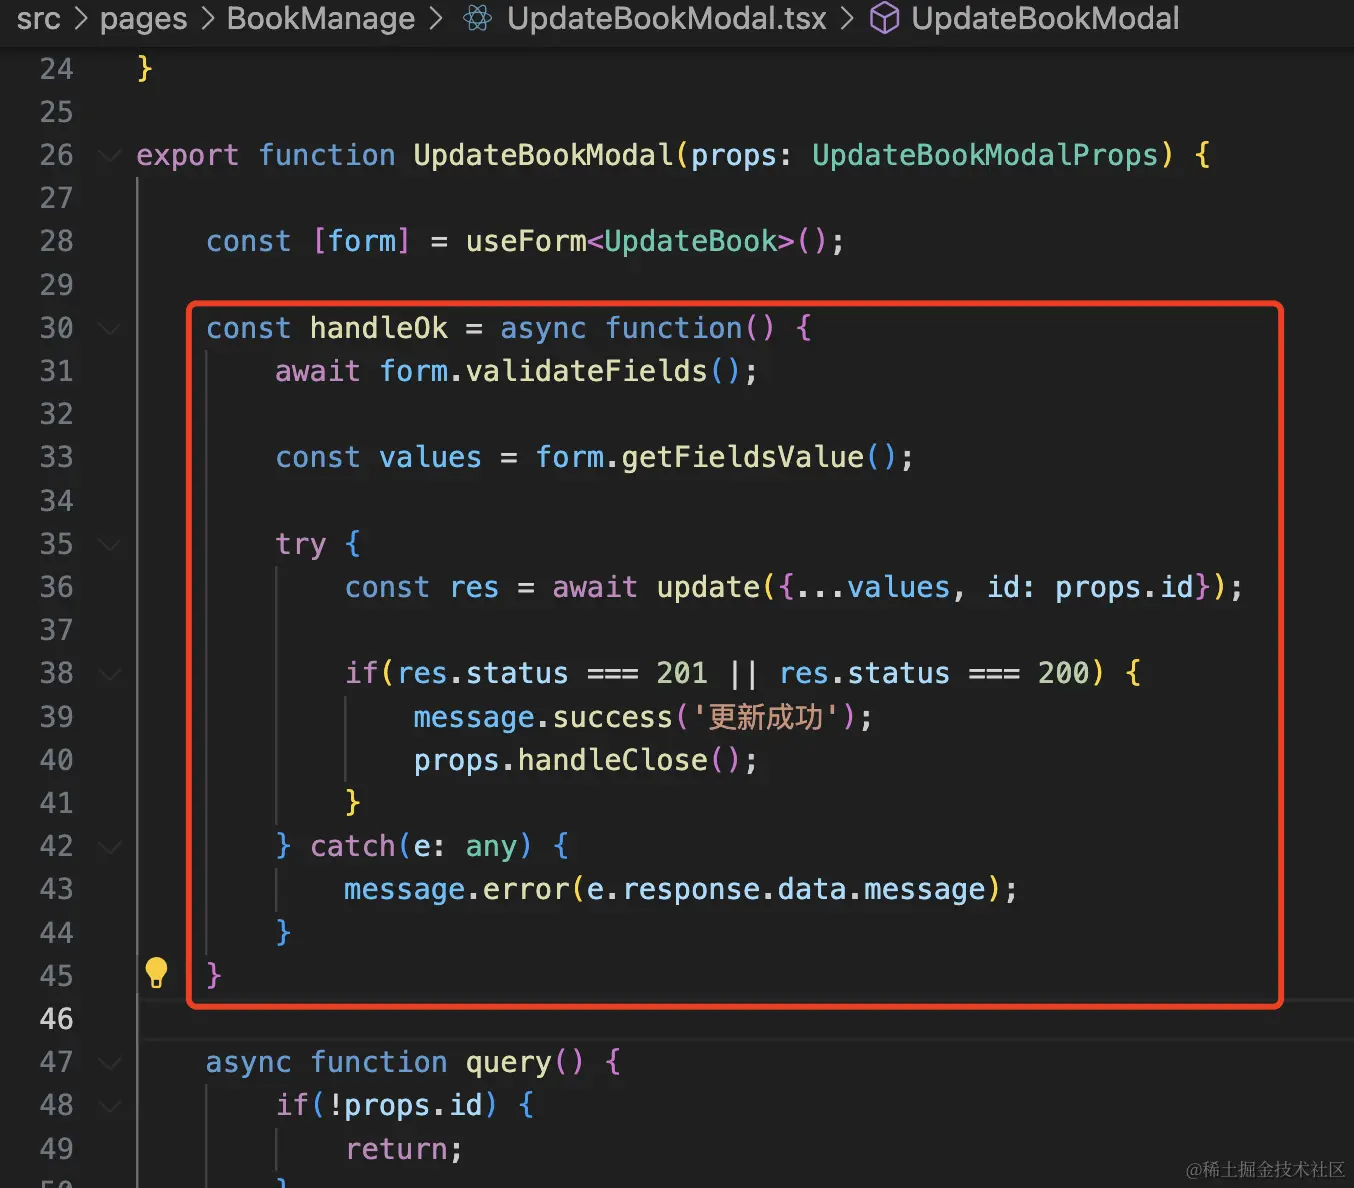 src > pages > BookManage > UpdateBookModal.tsx > UpdateBookModal
24 }
25
26 export function UpdateBookModal(props: UpdateBookModalProps) {
27
28 const [form] = useForm<UpdateBook>();
29
30 const handleOk = async function() {
31 await form.validateFields();
32
33 const values = form.getFieldsValue();
34
35 try {
36 const res = await update({...values, id: props.id});
37
38 if(res.status === 201 || res.status === 200) {
39 message.success('更新成功');
40 props.handleClose();
41 }
42 } catch(e: any) {
43 message.error(e.response.data.message);
44 }
45 }
46
47 async function query() {
48 if(!props.id) {
49 return;
50 }
@稀土掘金技术社区